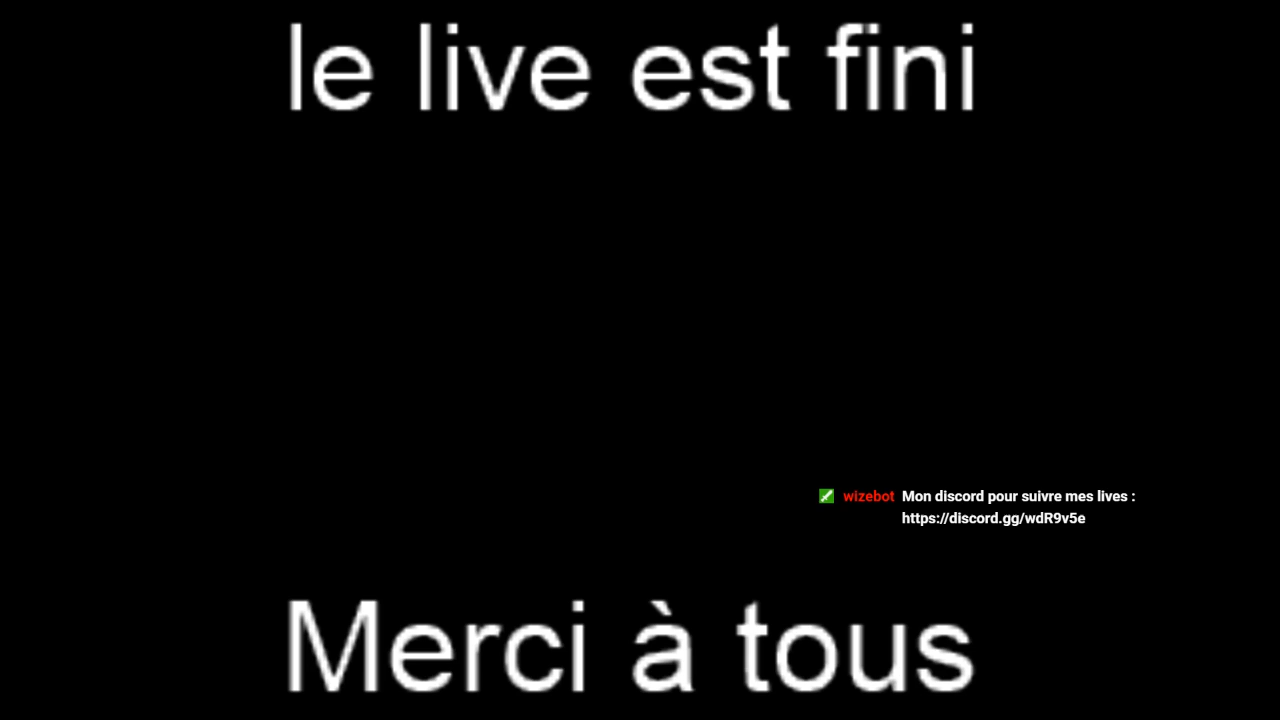 le live est fini
wizebot Mon discord pour suivre mes lives :
https://discord.gg/wdR9v5e
Merci à tous